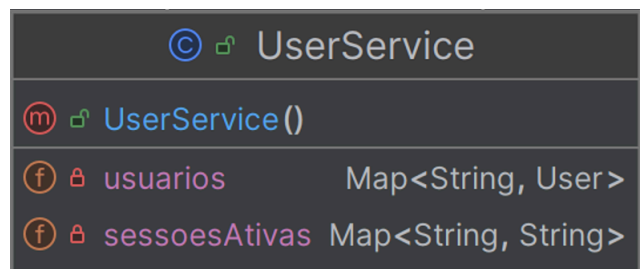 C UserService
m UserService()
f usuarios Map<String, User>
f sessoesAtivas Map<String, String>